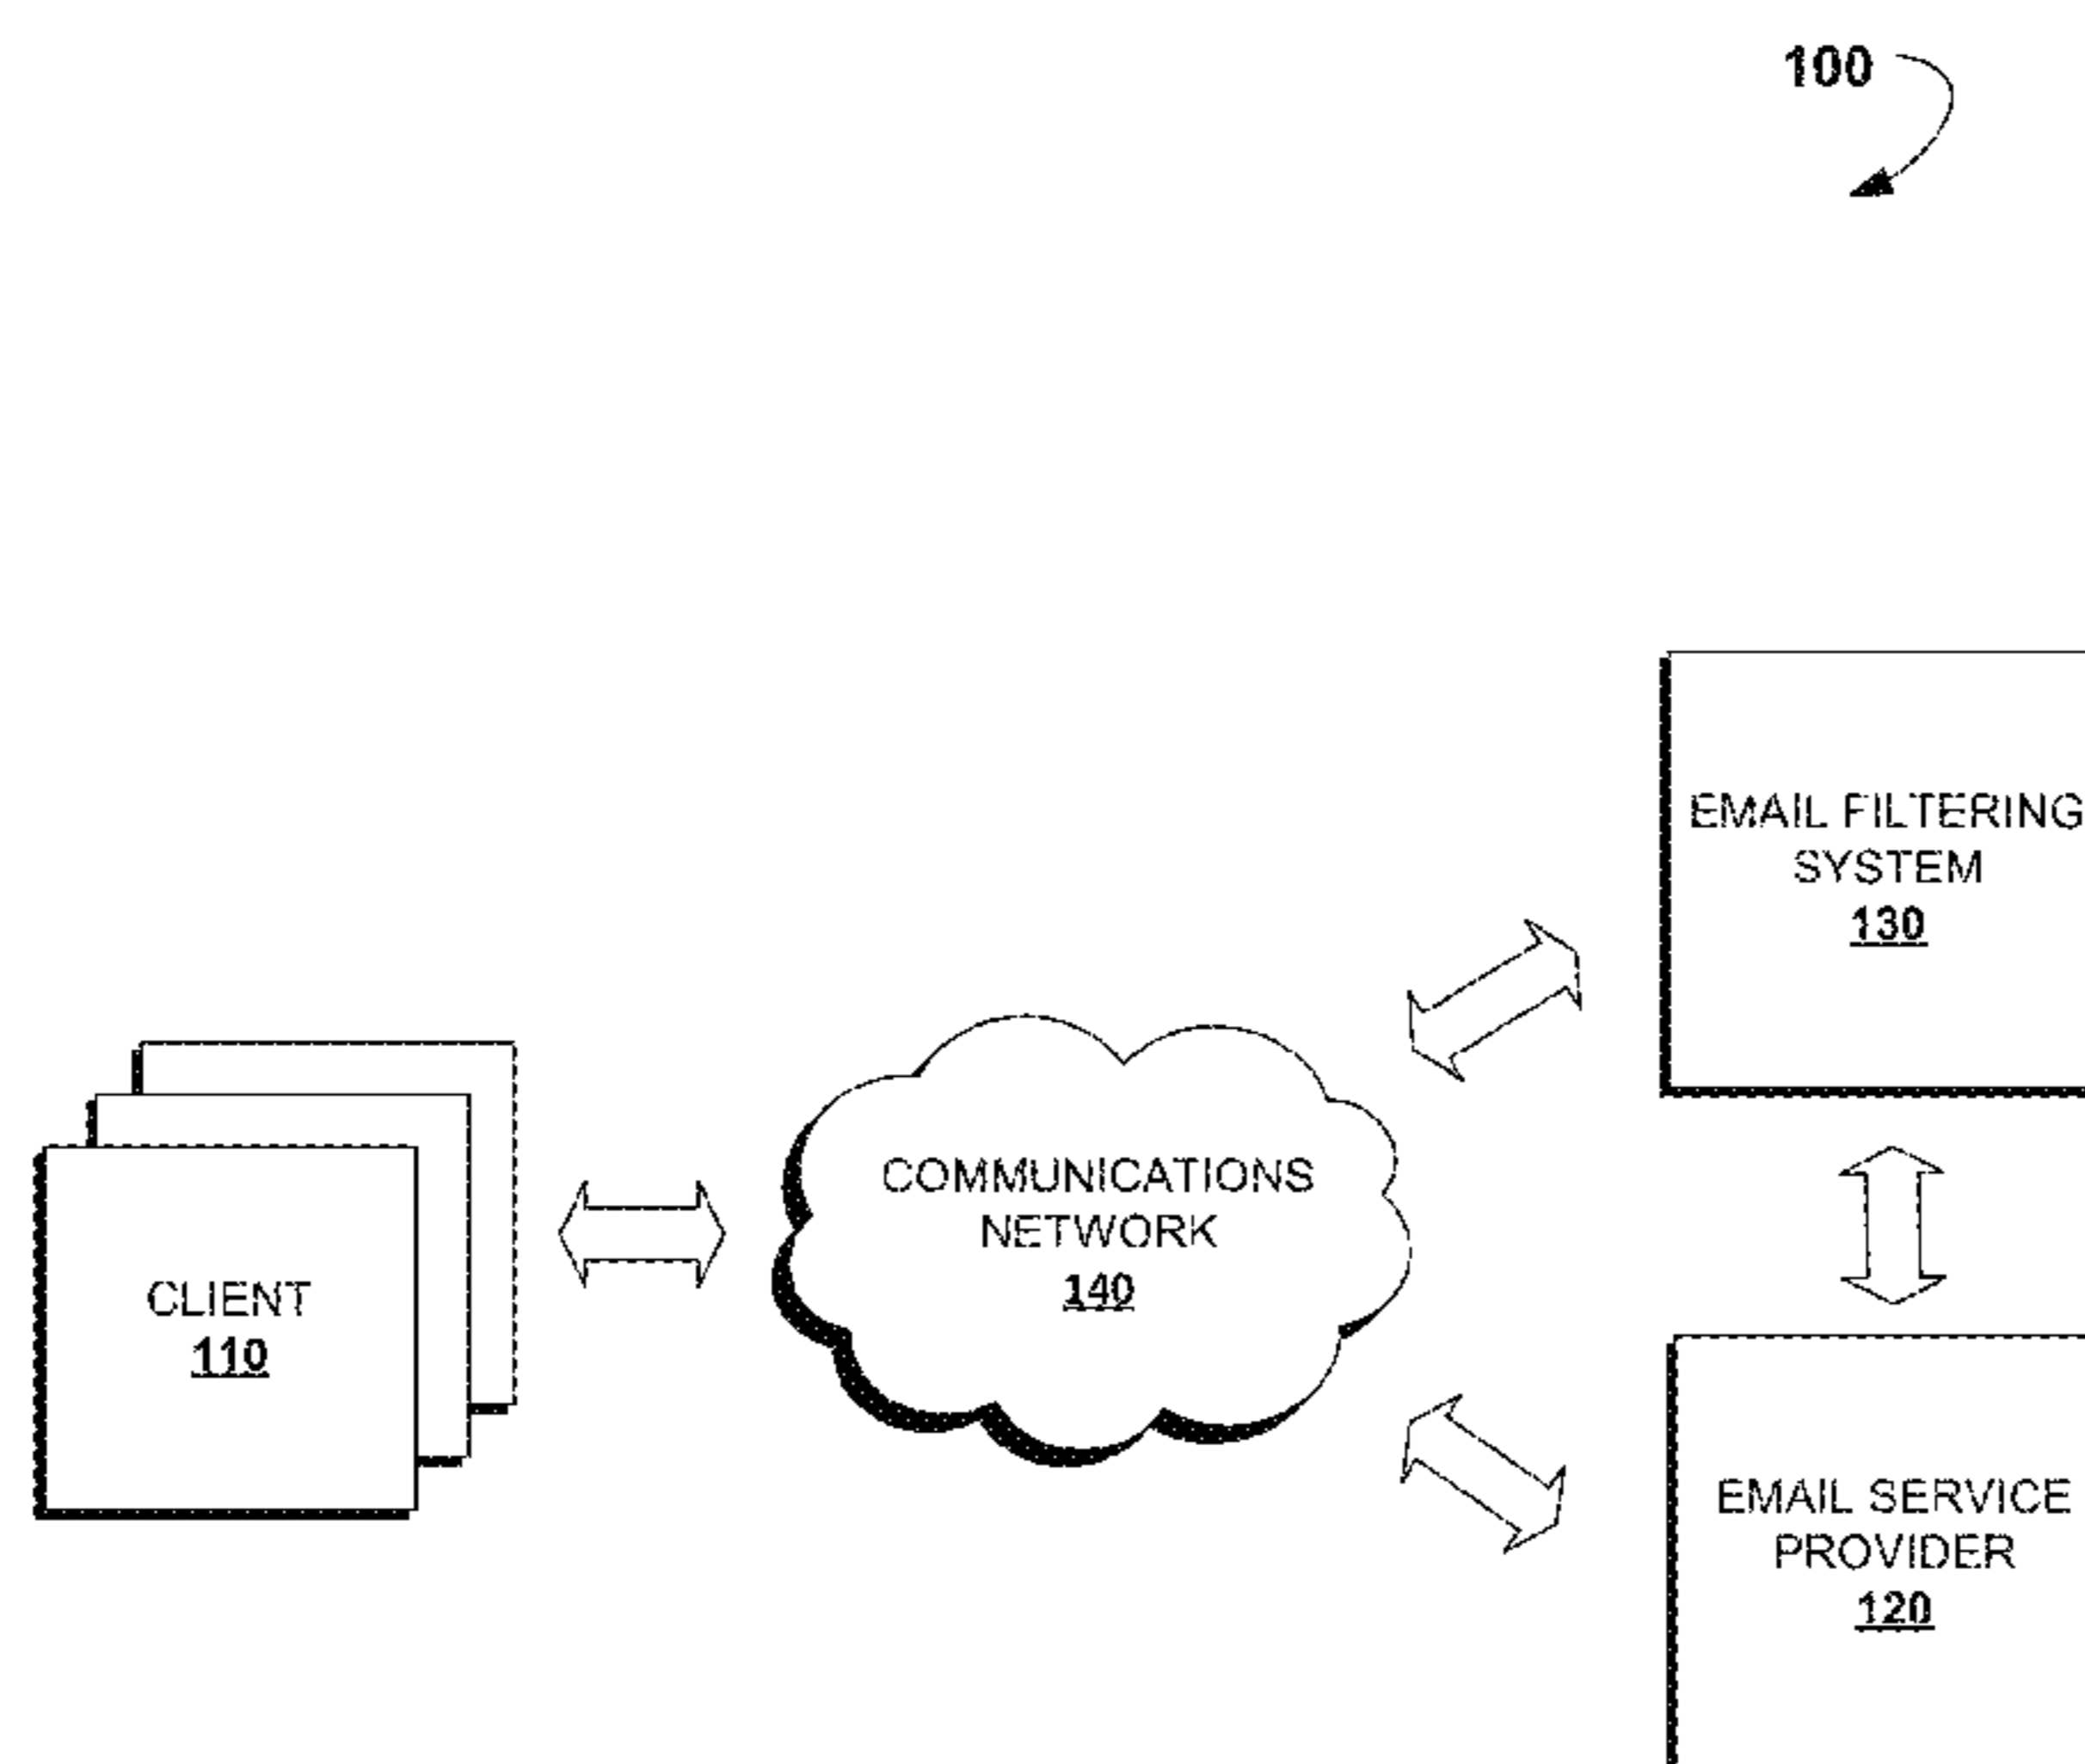 100
EMAIL FILTERING
SYSTEM
130
COMMUNICATIONS
NETWORK
140
CLIENT
110
EMAIL SERVICE
PROVIDER
120